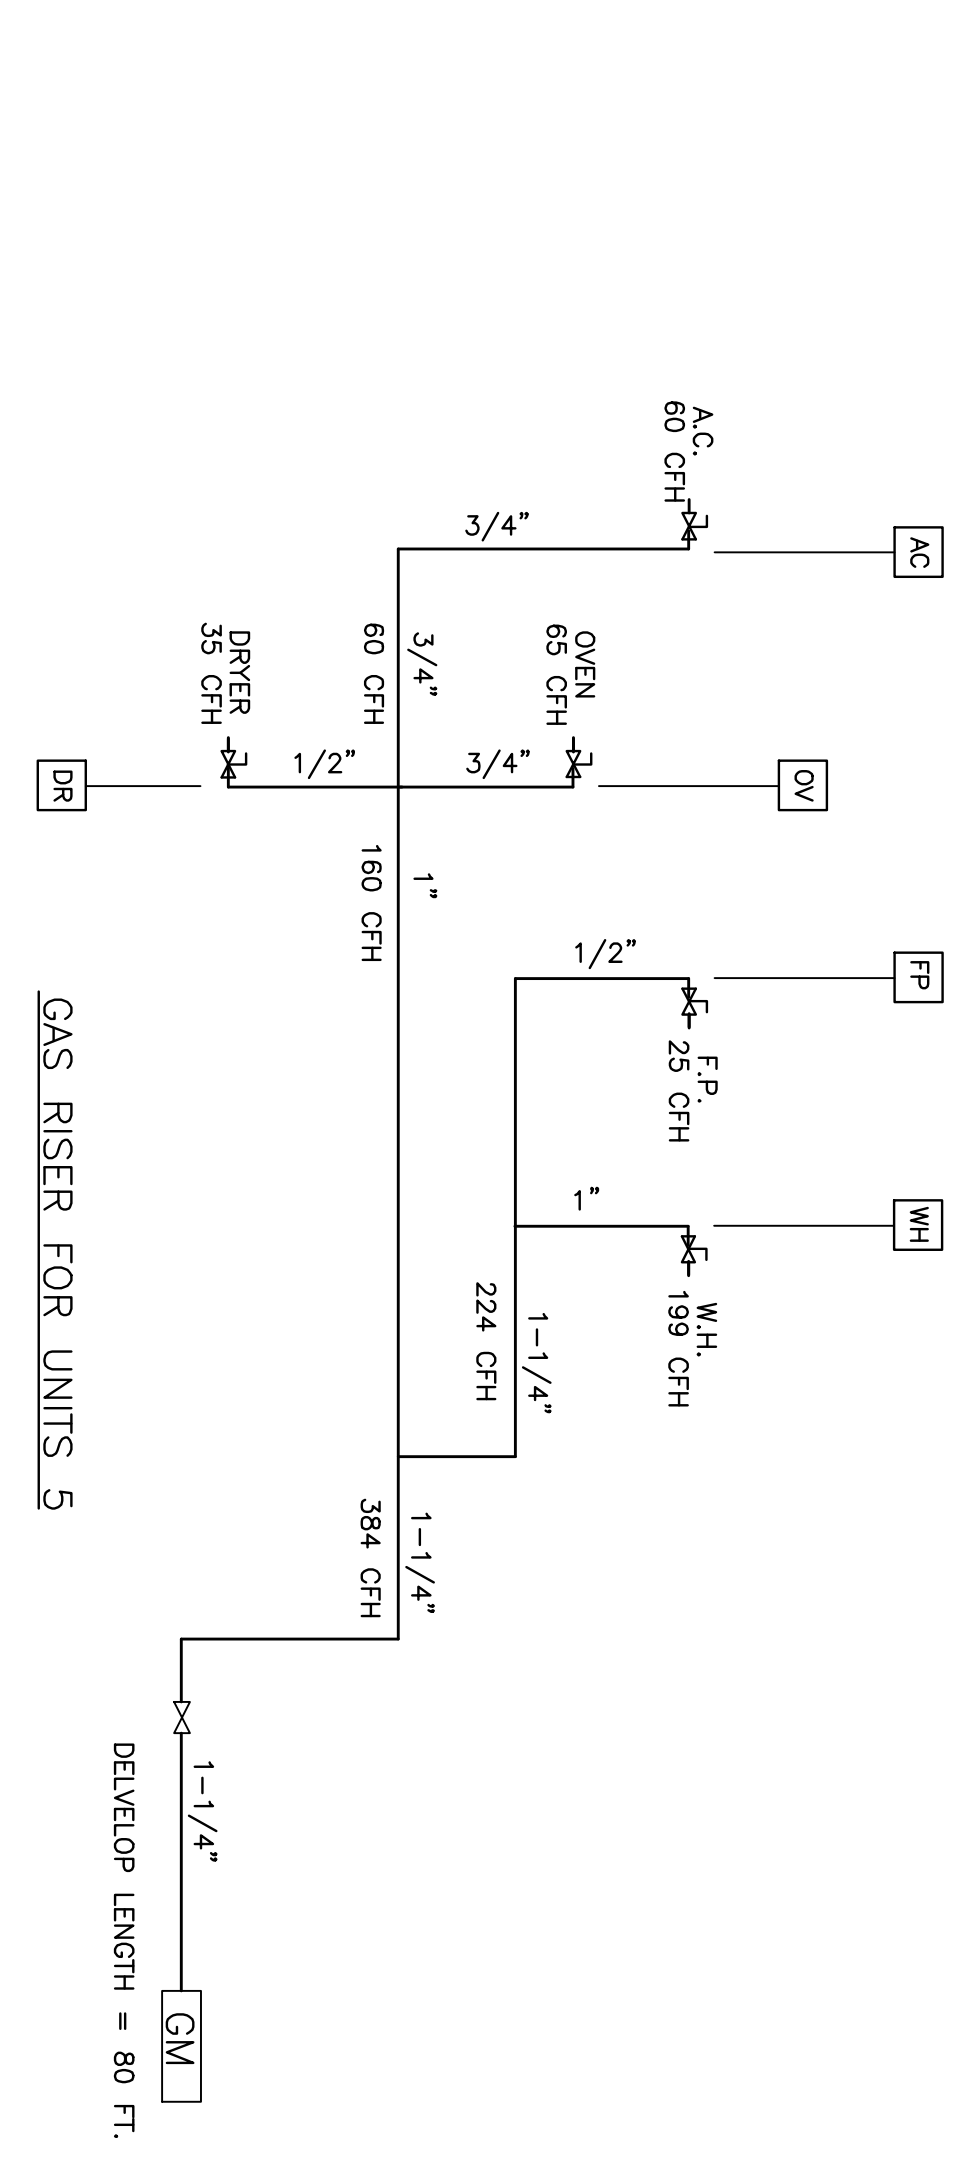 AC
A.C.
60 CFH
3/4”
OV
OVEN
65 CFH
3/4”
3/4”
60 CFH
DRYER
35 CFH
1/2”
DR
1”
160 CFH
FP
F.P.
25 CFH
1/2”
WH
W.H.
199 CFH
1”
1-1/4”
224 CFH
1-1/4”
384 CFH
1-1/4”
GM
DELVELOP LENGTH = 80 FT.
GAS RISER FOR UNITS 5